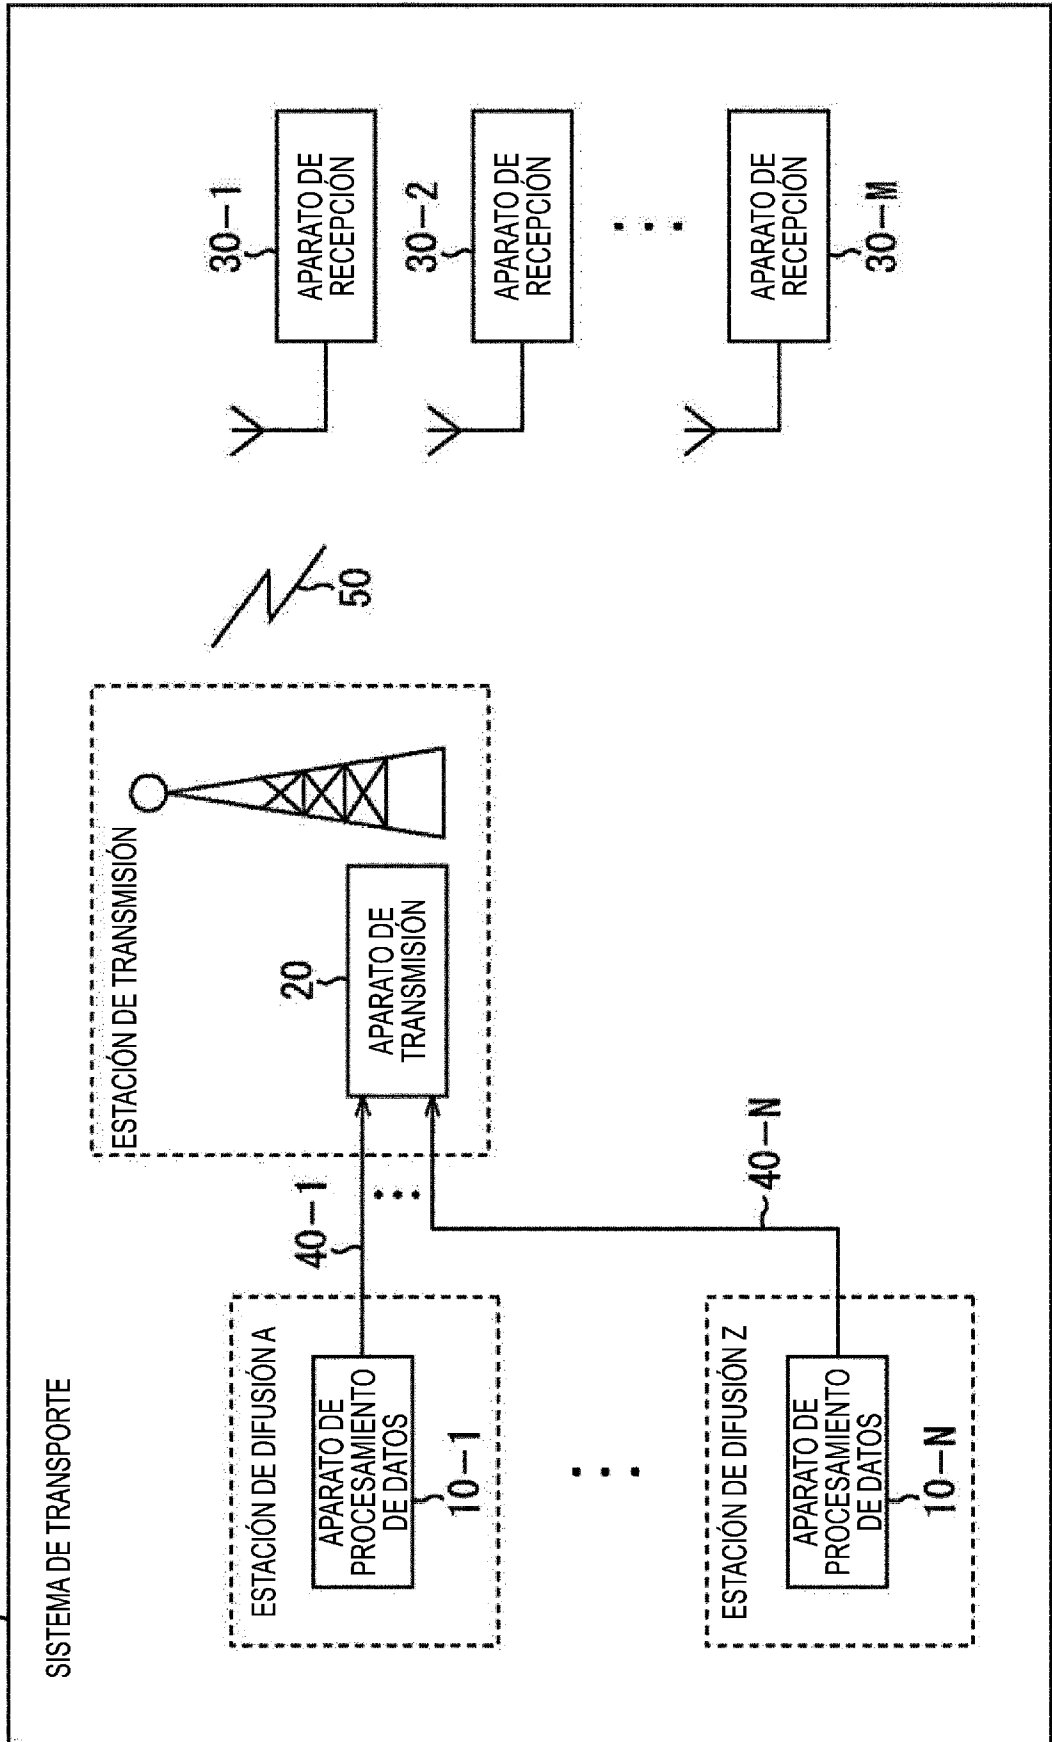 SISTEMA DE TRANSPORTE
ESTACIÓN DE DIFUSIÓN A
APARATO DE
PROCESAMIENTO
DE DATOS
10-1
ESTACIÓN DE DIFUSIÓN Z
APARATO DE
PROCESAMIENTO
DE DATOS
10-N
40-1
40-N
ESTACIÓN DE TRANSMISIÓN
20
APARATO DE
TRANSMISIÓN
50
30-1
APARATO DE
RECEPCIÓN
30-2
APARATO DE
RECEPCIÓN
APARATO DE
RECEPCIÓN
30-M